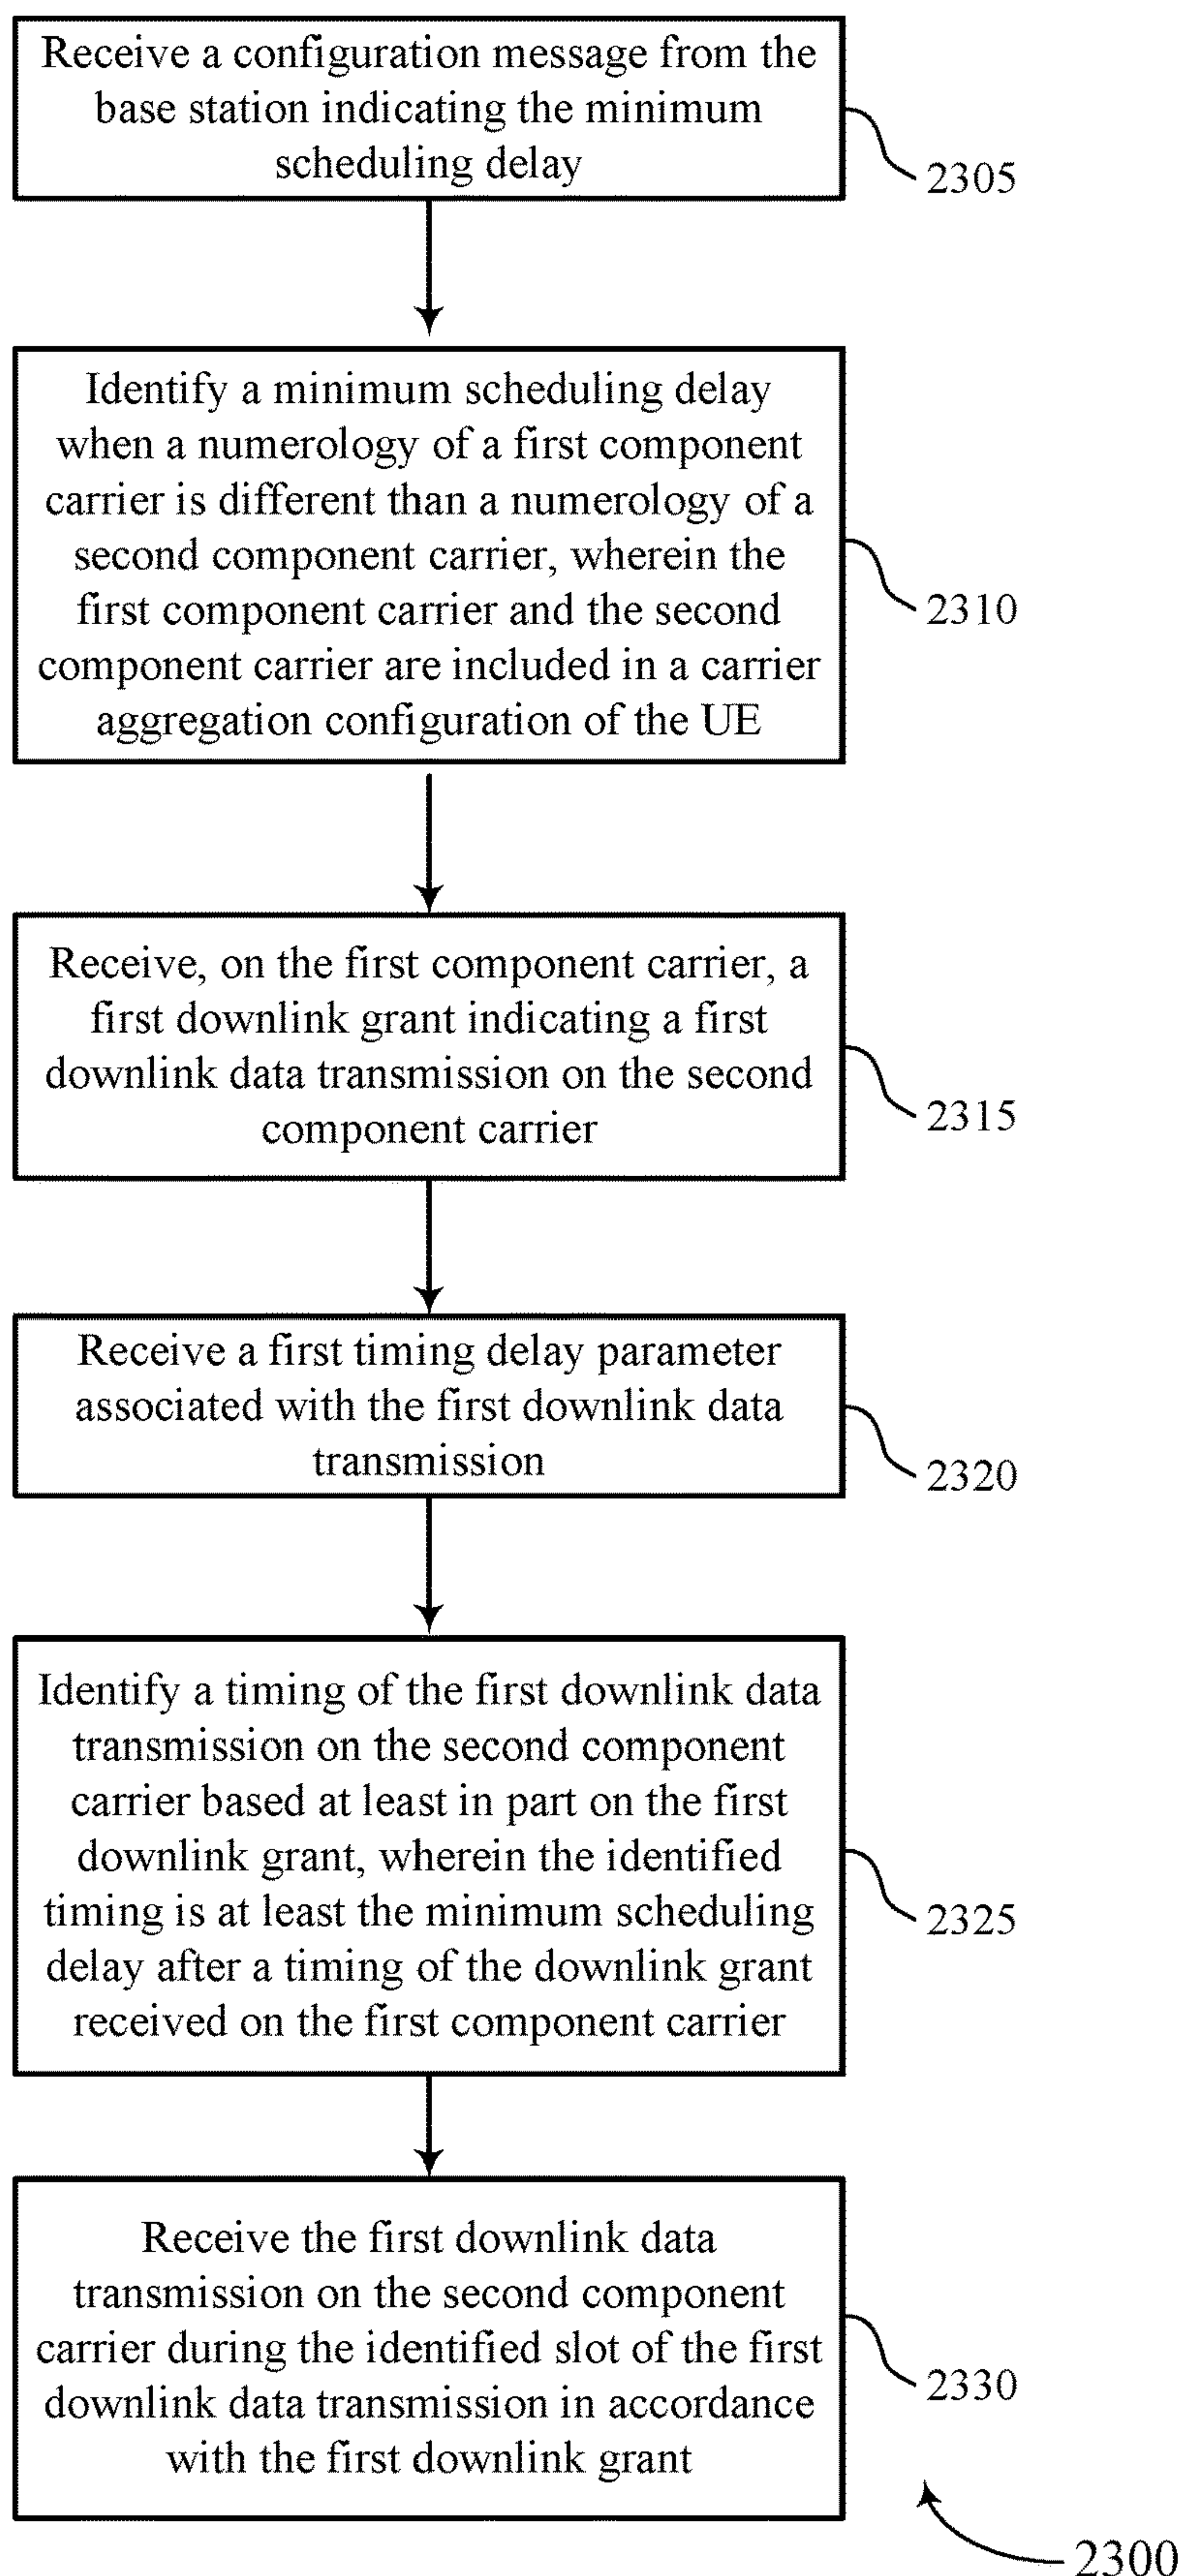 Receive a configuration message from the
base station indicating the minimum
scheduling delay
2305
Identify a minimum scheduling delay
when a numerology of a first component
carrier is different than a numerology of a
second component carrier, wherein the
first component carrier and the second
component carrier are included in a carrier
aggregation configuration of the UE
2310
Receive, on the first component carrier, a
first downlink grant indicating a first
downlink data transmission on the second
component carrier
2315
Receive a first timing delay parameter
associated with the first downlink data
transmission
2320
Identify a timing of the first downlink data
transmission on the second component
carrier based at least in part on the first
downlink grant, wherein the identified
timing is at least the minimum scheduling
delay after a timing of the downlink grant
received on the first component carrier
2325
Receive the first downlink data
transmission on the second component
carrier during the identified slot of the first
downlink data transmission in accordance
with the first downlink grant
2330
2300